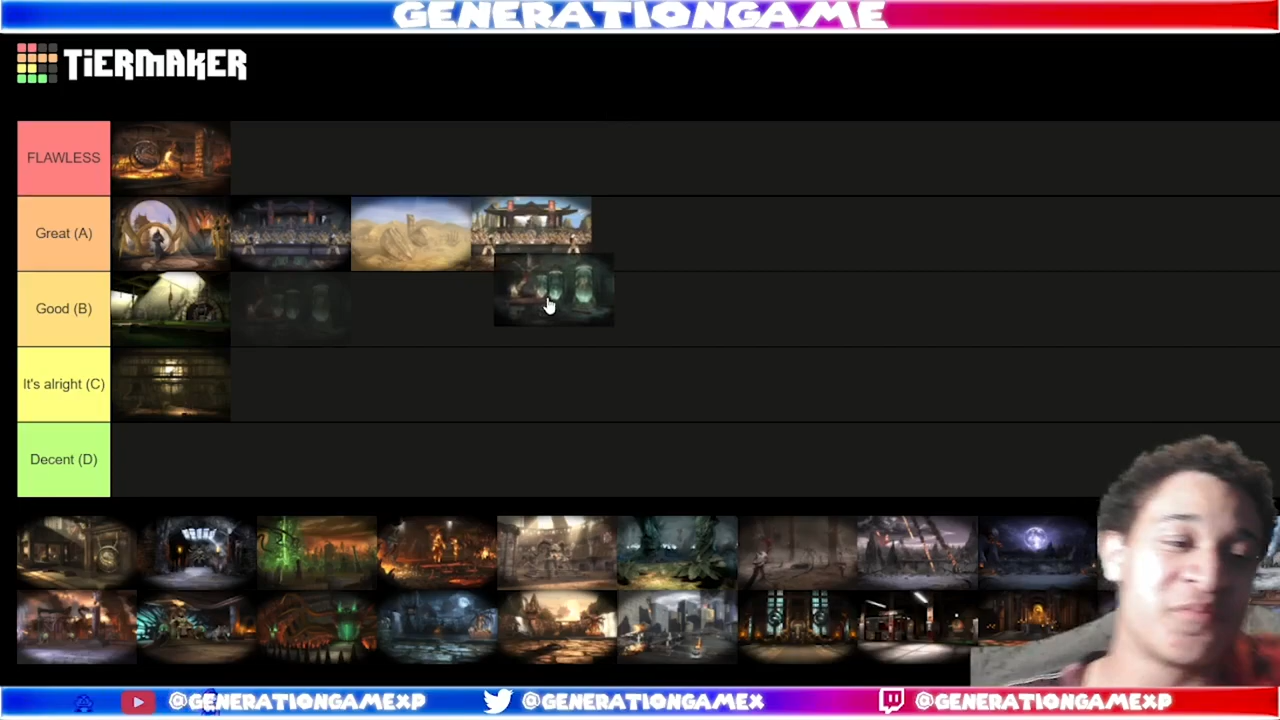 GENERATIONGAME
TIERMAKER
FLAWLESS
Great (A)
Good (B)
It's alright (C)
Decent (D)
@GENERATIONGAMEXP
@GENERATIONGAMEX
@GENERATIONGAMEXP